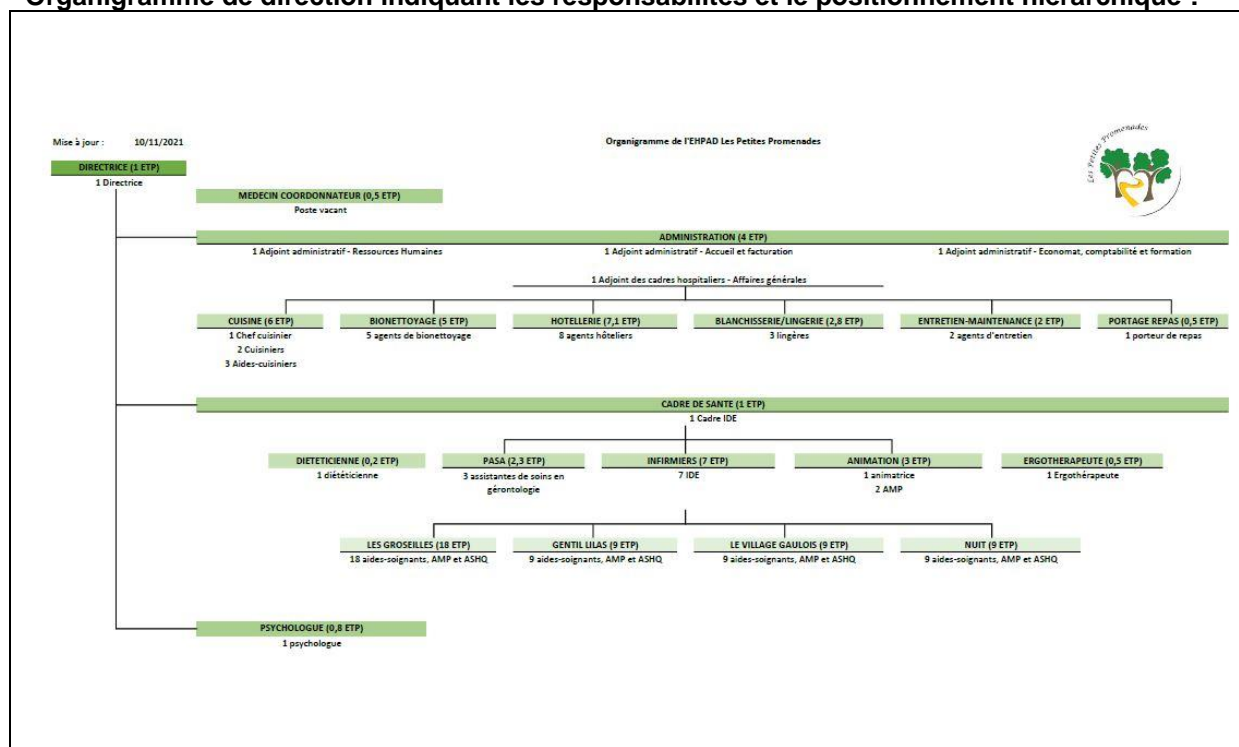 Organigramme de direction indiquant les responsabilités et le positionnement hiérarchique :
Mise à jour : 10/11/2021
Organigramme de l'EHPAD Les Petites Promenades
Les Petites Promenades
DIRECTRICE (1 ETP)
1 Directrice
MEDECIN COORDONNATEUR (0,5 ETP)
Poste vacant
ADMINISTRATION (4 ETP)
1 Adjoint administratif - Ressources Humaines
1 Adjoint administratif - Accueil et facturation
1 Adjoint administratif - Economat, comptabilité et formation
1 Adjoint des cadres hospitaliers - Affaires générales
CUISINE (6 ETP)
1 Chef cuisinier
2 Cuisiniers
3 Aides-cuisiniers
BIONETTOYAGE (5 ETP)
5 agents de bionettoyage
HOTELLERIE (7,1 ETP)
8 agents hôteliers
BLANCHISSERIE/LINGERIE (2,8 ETP)
3 lingères
ENTRETIEN-MAINTENANCE (2 ETP)
2 agents d'entretien
PORTAGE REPAS (0,5 ETP)
1 porteur de repas
CADRE DE SANTE (1 ETP)
1 Cadre IDE
DIETETICIENNE (0,2 ETP)
1 diététicienne
PASA (2,3 ETP)
3 assistantes de soins en
gérontologie
INFIRMIERS (7 ETP)
7 IDE
ANIMATION (3 ETP)
1 animatrice
2 AMP
ERGOTHERAPEUTE (0,5 ETP)
1 Ergothérapeute
LES GROSEILLES (18 ETP)
18 aides-soignants, AMP et ASHQ
GENTIL LILAS (9 ETP)
9 aides-soignants, AMP et ASHQ
LE VILLAGE GAULOIS (9 ETP)
9 aides-soignants, AMP et ASHQ
NUIT (9 ETP)
9 aides-soignants, AMP et ASHQ
PSYCHOLOGUE (0,8 ETP)
1 psychologue